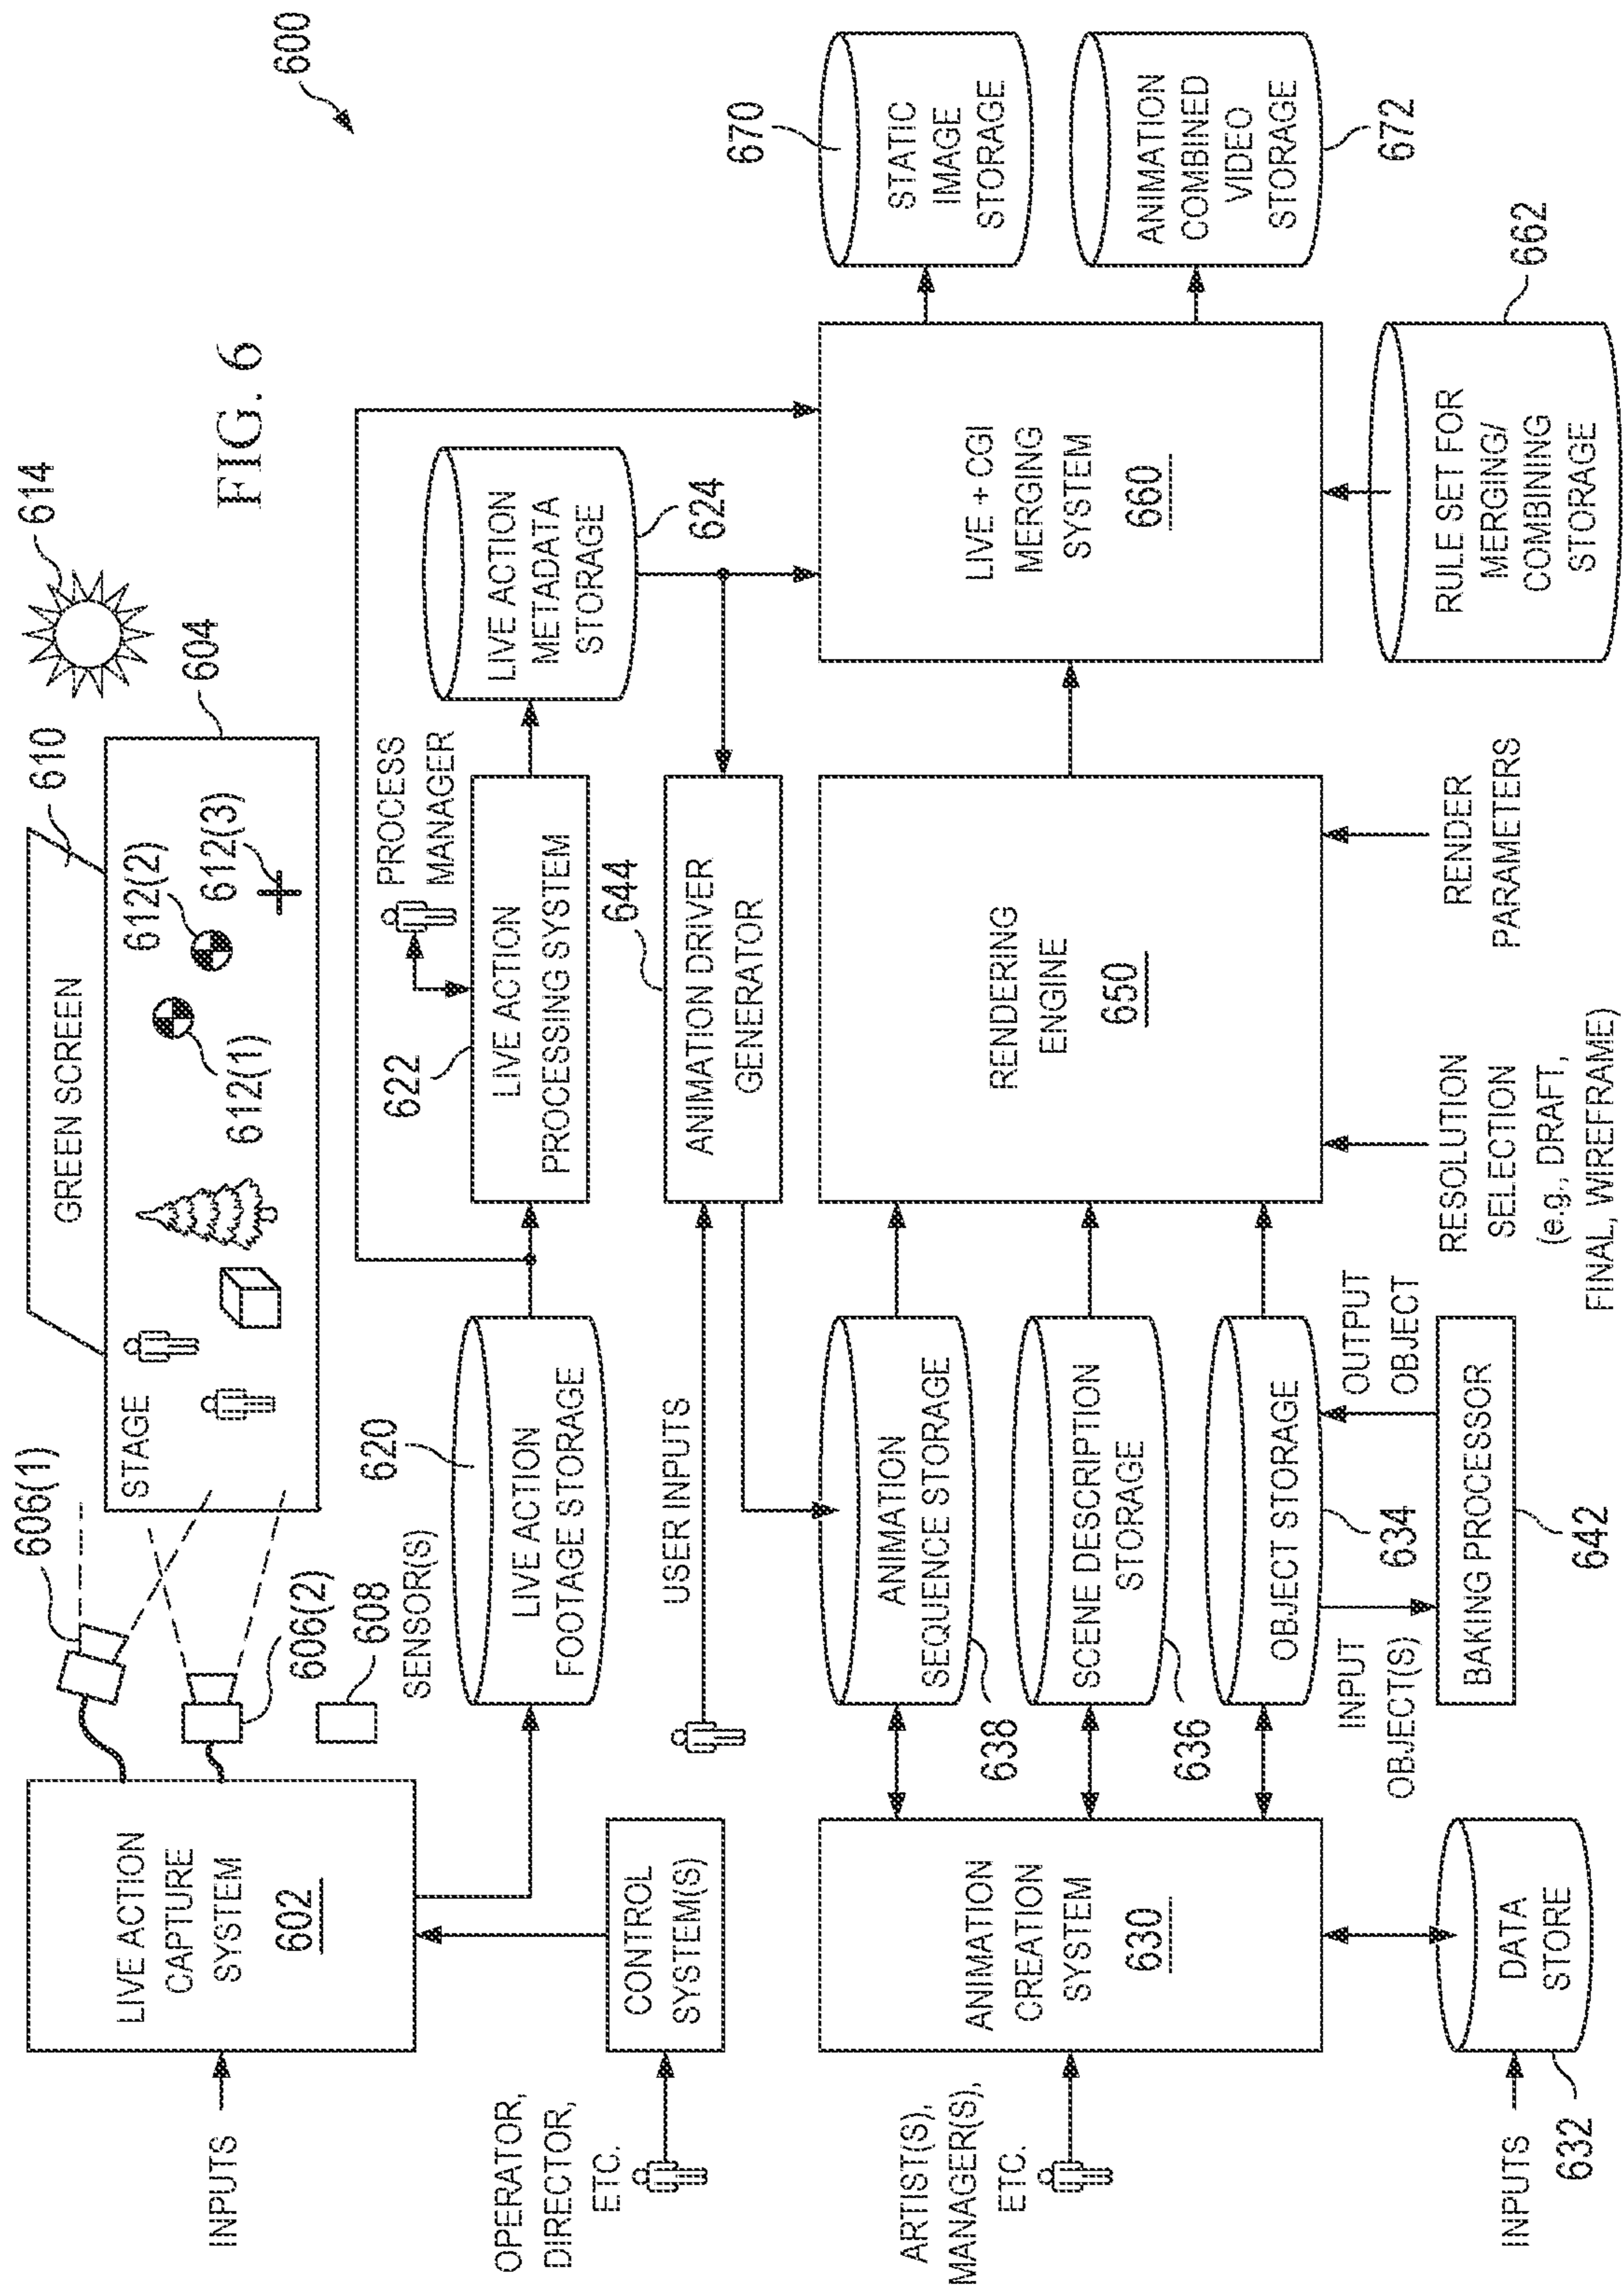 600
FIG. 6
614
604
610
GREEN SCREEN
STAGE
612(1)
612(2)
612(3)
606(1)
606(2)
608
SENSOR(S)
INPUTS
LIVE ACTION
CAPTURE
SYSTEM
602
OPERATOR,
DIRECTOR,
ETC.
CONTROL
SYSTEM(S)
620
LIVE ACTION
FOOTAGE STORAGE
622
LIVE ACTION
PROCESSING SYSTEM
PROCESS
MANAGER
LIVE ACTION
METADATA
STORAGE
624
USER INPUTS
644
ANIMATION DRIVER
GENERATOR
ARTIST(S),
MANAGER(S),
ETC.
ANIMATION
CREATION
SYSTEM
630
ANIMATION
SEQUENCE STORAGE
638
SCENE DESCRIPTION
STORAGE
636
OBJECT STORAGE
634
RENDERING
ENGINE
650
LIVE + CGI
MERGING
SYSTEM
660
670
STATIC
IMAGE
STORAGE
ANIMATION
COMBINED
VIDEO
STORAGE
672
INPUTS
DATA
STORE
632
INPUT
OBJECT(S)
OUTPUT
OBJECT
BAKING PROCESSOR
642
RESOLUTION
SELECTION
(e.g., DRAFT,
FINAL, WIREFRAME)
RENDER
PARAMETERS
RULE SET FOR
MERGING/
COMBINING
STORAGE
662